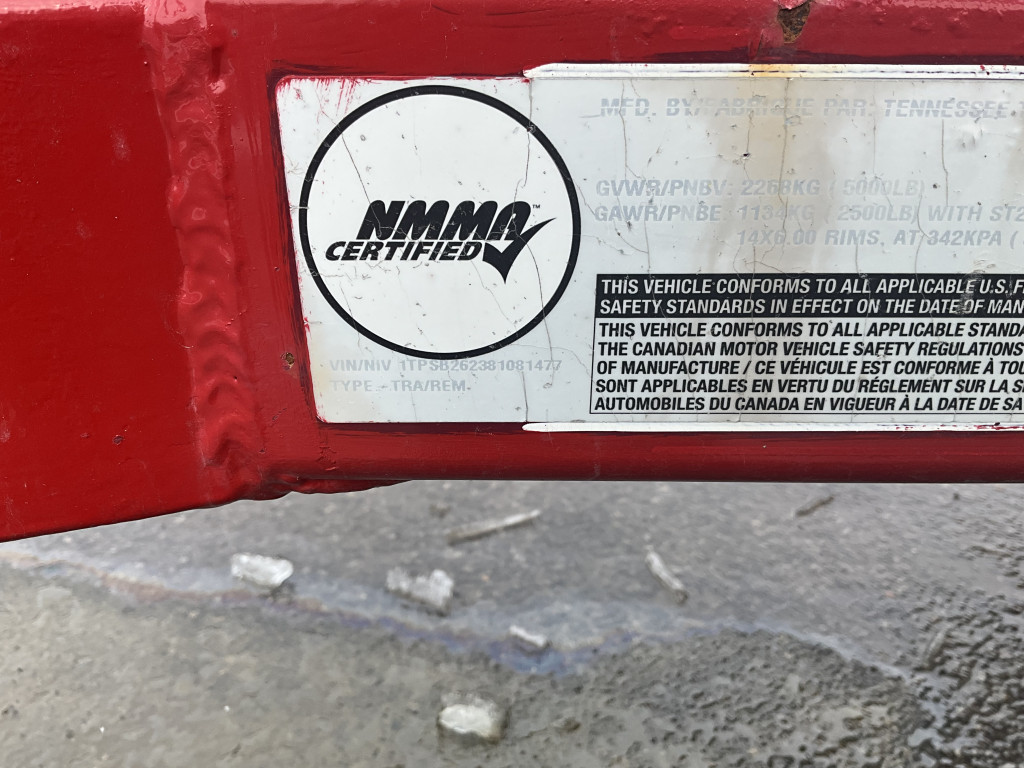 NMMA™
CERTIFIED
VIN/NIV 1TPSB262381081477
TYPE - TRA/REM
MFD. BY/FABRIQUE PAR: TENNESSEE T
GVWR/PNBV: 2268KG ( 5000LB)
GAWR/PNBE: 1134KG ( 2500LB) WITH ST2
14X6.00 RIMS, AT 342KPA (
THIS VEHICLE CONFORMS TO ALL APPLICABLE U.S. F
SAFETY STANDARDS IN EFFECT ON THE DATE OF MAN
THIS VEHICLE CONFORMS TO ALL APPLICABLE STANDA
THE CANADIAN MOTOR VEHICLE SAFETY REGULATIONS
OF MANUFACTURE / CE VÉHICULE EST CONFORME À TOU
SONT APPLICABLES EN VERTU DU RÉGLEMENT SUR LA S
AUTOMOBILES DU CANADA EN VIGUEUR À LA DATE DE SA